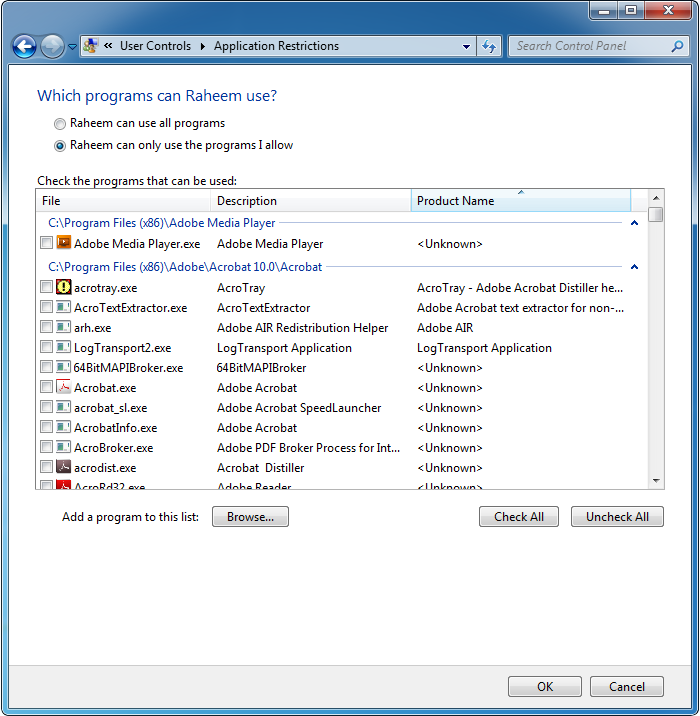 « User Controls Application Restrictions Search Control Panel
Which programs can Raheem use?
Raheem can use all programs
Raheem can only use the programs I allow
Check the programs that can be used:
File Description Product Name
C:\Program Files (x86)\Adobe Media Player
Adobe Media Player.exe Adobe Media Player <Unknown>
C:\Program Files (x86)\Adobe\Acrobat 10.0\Acrobat
acrotray.exe AcroTray AcroTray - Adobe Acrobat Distiller he...
AcroTextExtractor.exe AcroTextExtractor Adobe Acrobat text extractor for non-...
arh.exe Adobe AIR Redistribution Helper Adobe AIR
LogTransport2.exe LogTransport Application LogTransport Application
64BitMAPIBroker.exe 64BitMAPIBroker <Unknown>
Acrobat.exe Adobe Acrobat <Unknown>
acrobat_sl.exe Adobe Acrobat SpeedLauncher <Unknown>
AcrobatInfo.exe Adobe Acrobat <Unknown>
AcroBroker.exe Adobe PDF Broker Process for Int... <Unknown>
acrodist.exe Acrobat Distiller <Unknown>
AcroRd32.exe Adobe Reader <Unknown>
Add a program to this list: Browse... Check All Uncheck All
OK Cancel